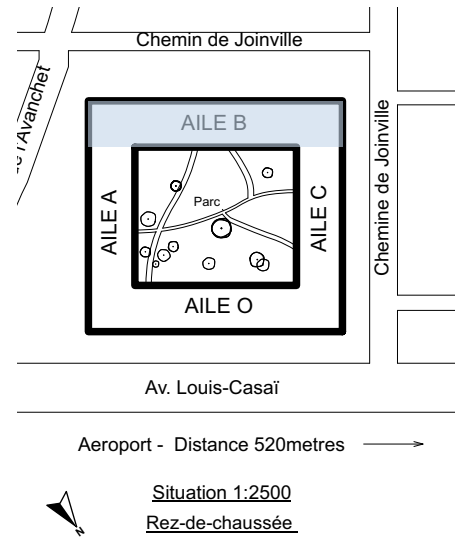 Chemin de Joinville
l'Avanchet
AILE B
AILE A
Parc
AILE C
Chemine de Joinville
AILE O
Av. Louis-Casaï
Aeroport - Distance 520metres
Situation 1:2500
N
Rez-de-chaussée